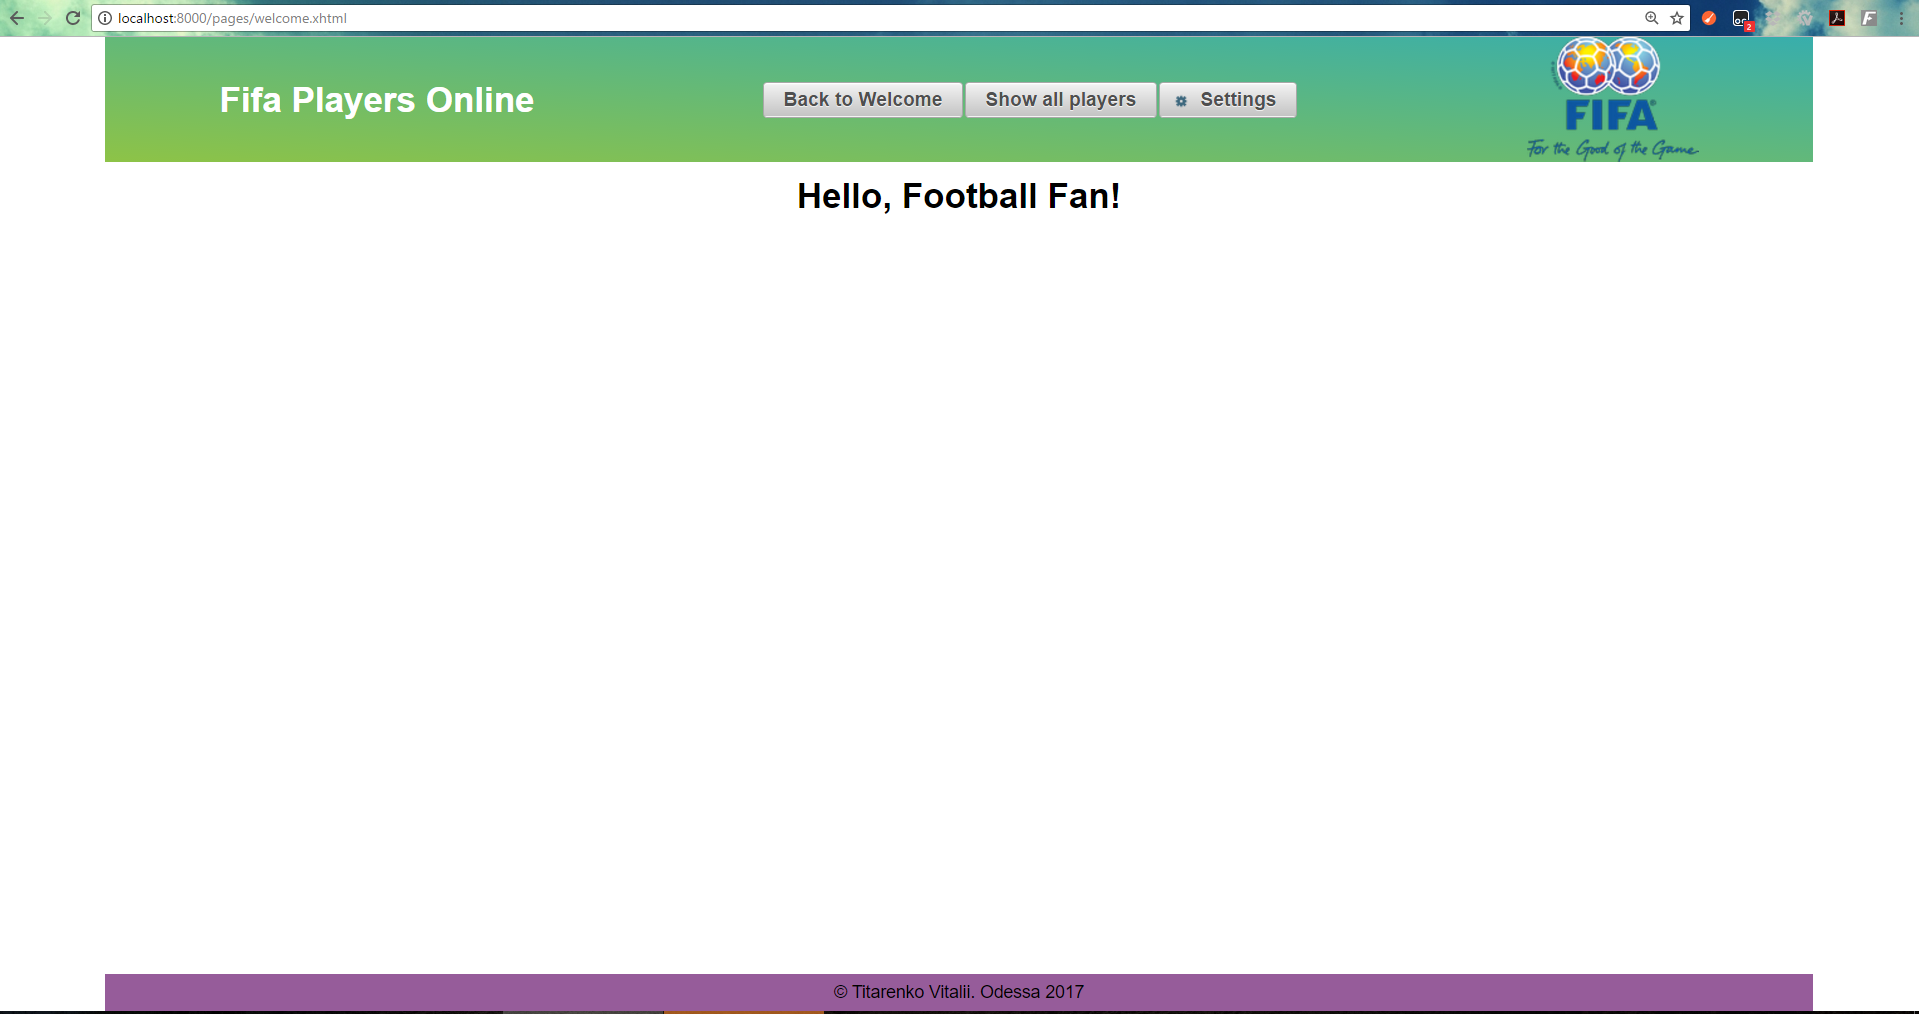 localhost:8000/pages/welcome.xhtml
2
Fifa Players Online
Back to Welcome
Show all players
Settings
FIFA
For the Good of the Game
Hello, Football Fan!
© Titarenko Vitalii. Odessa 2017